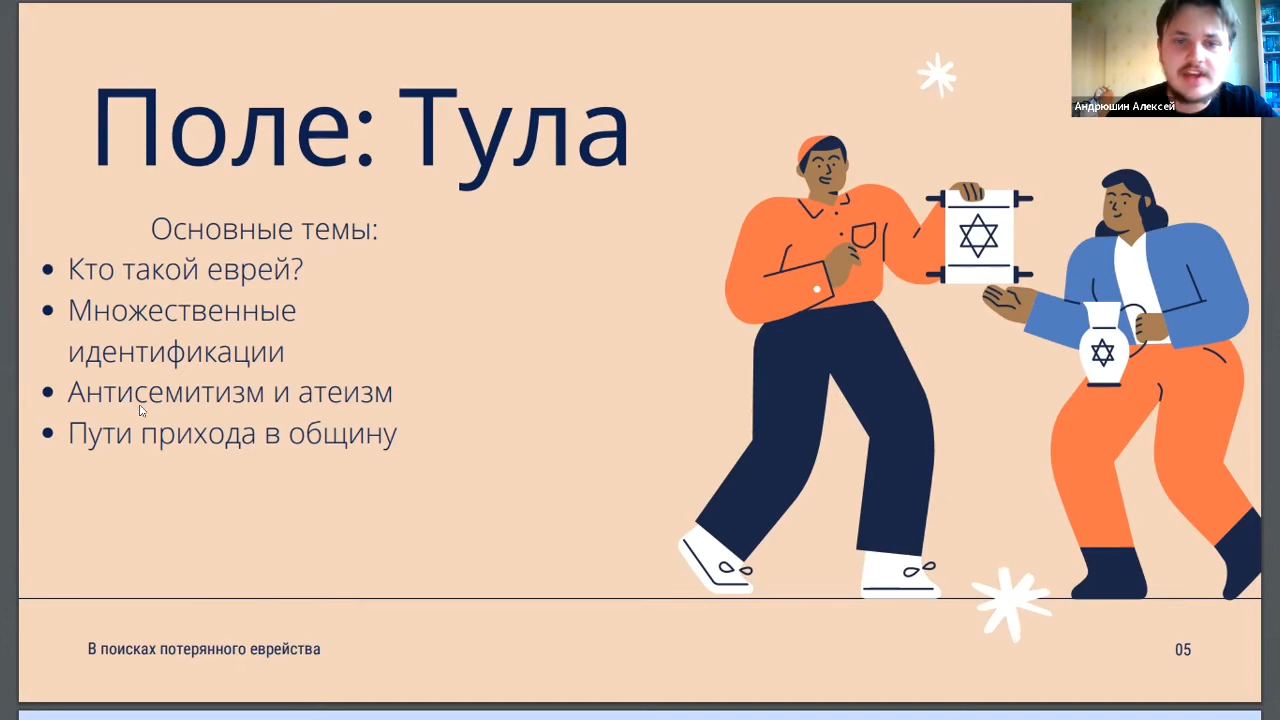 Андрюшин Алексей
Поле: Тула
Основные темы:
Кто такой еврей?
Множественные
идентификации
Антисемитизм и атеизм
Пути прихода в общину
В поисках потерянного еврейства
05